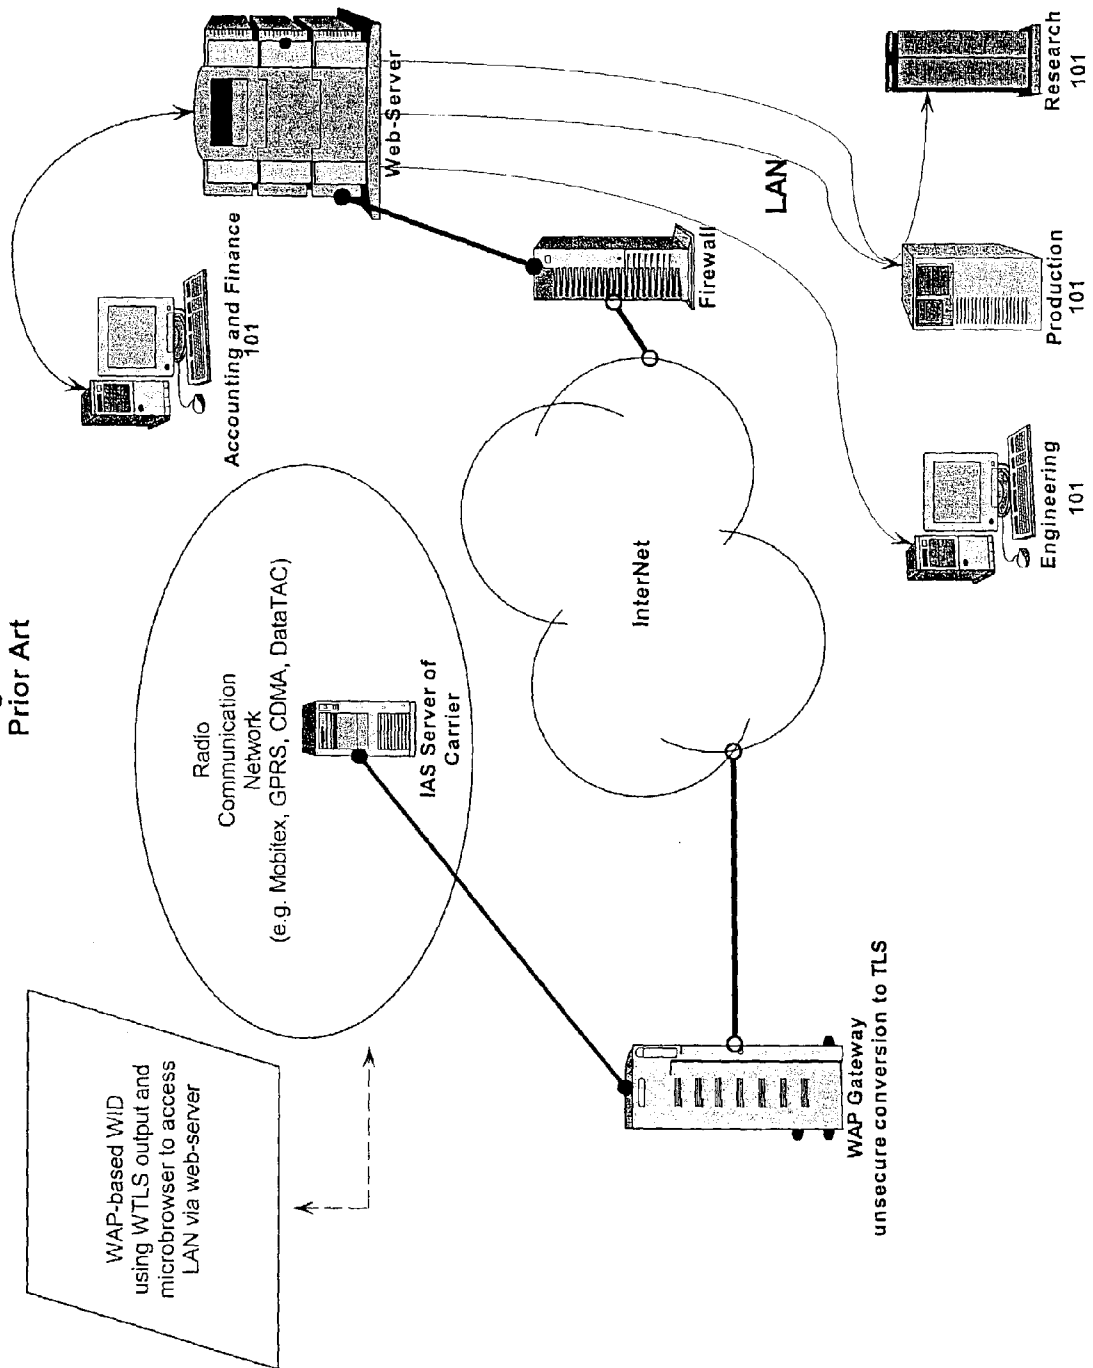 Prior Art
WAP-based WID
using WTLS output and
microbrowser to access
LAN via web-server
Radio
Communication
Network
(e.g. Mobitex, GPRS, CDMA, DataTAC)
IAS Server of
Carrier
Accounting and Finance
101
Web-Server
Firewall
InterNet
WAP Gateway
unsecure conversion to TLS
LAN
Engineering
101
Production
101
Research
101